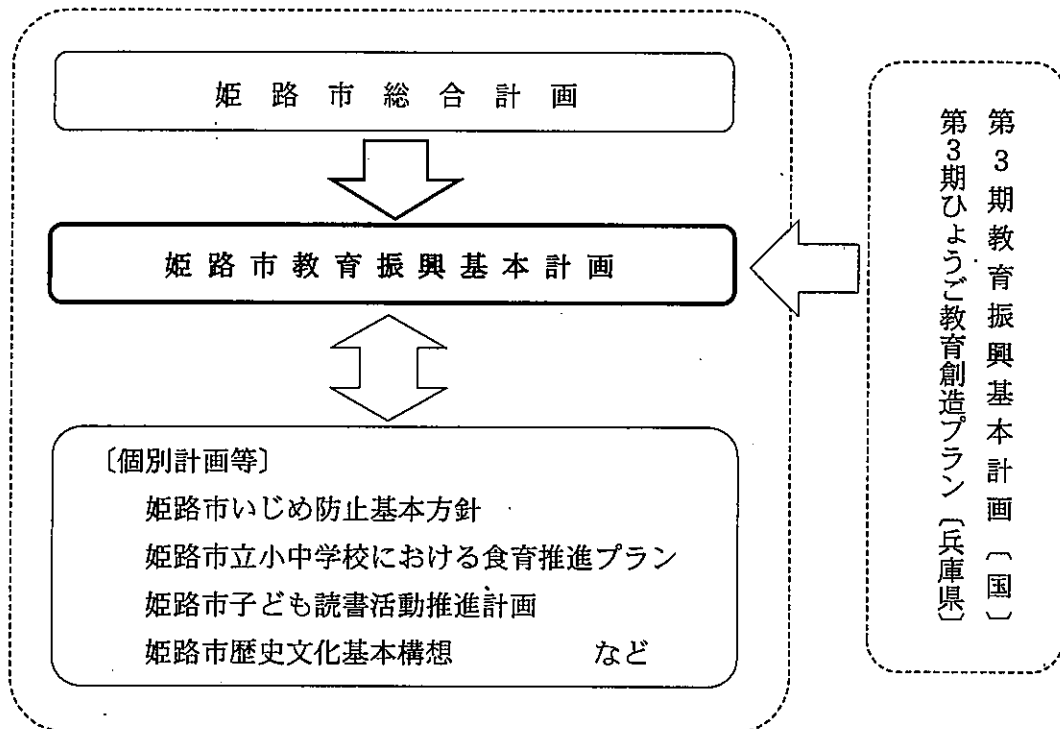 姫路市総合計画
姫路市教育振興基本計画
〔個別計画等〕
姫路市いじめ防止基本方針
姫路市立小中学校における食育推進プラン
姫路市子ども読書活動推進計画
姫路市歴史文化基本構想 など
第3期教育振興基本計画〔国〕
第3期ひょうご教育創造プラン〔兵庫県〕